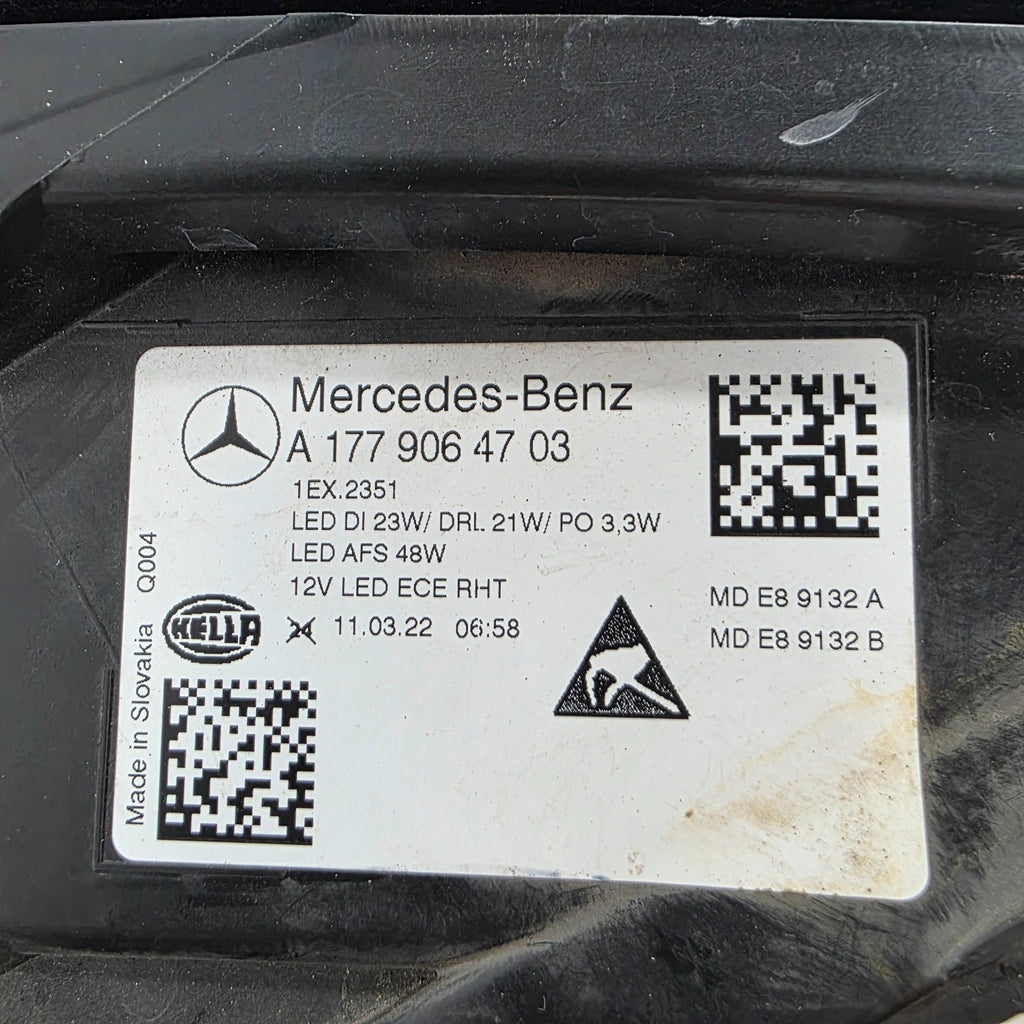 Mercedes-Benz
A 177 906 47 03
1EX.2351
LED DI 23W/ DRL 21W/ PO 3,3W
LED AFS 48W
12V LED ECE RHT
HELLA 11.03.22 06:58
MD E8 9132 A
MD E8 9132 B
Made in Slovakia Q004